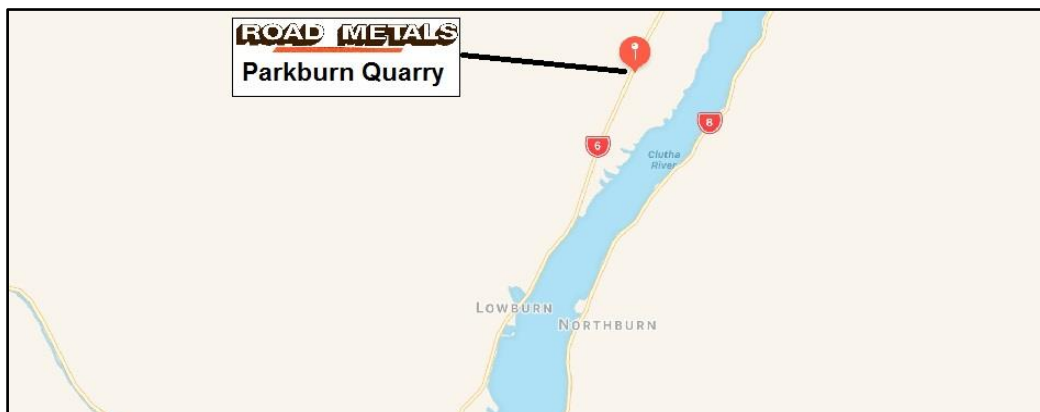 ROAD METALS
Parkburn Quarry
6
8
Clutha
River
LOWBURN
NORTHBURN